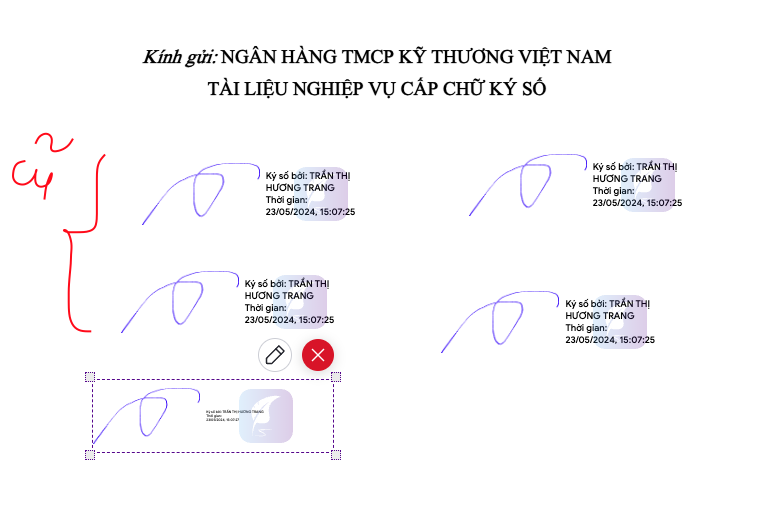 Kính gửi: NGÂN HÀNG TMCP KỸ THƯƠNG VIỆT NAM
TÀI LIỆU NGHIỆP VỤ CẤP CHỮ KÝ SỐ
Cũ
Ký số bởi: TRẦN THỊ
HƯƠNG TRANG
Thời gian:
23/05/2024, 15:07:25
Ký số bởi: TRẦN THỊ
HƯƠNG TRANG
Thời gian:
23/05/2024, 15:07:25
Ký số bởi: TRẦN THỊ
HƯƠNG TRANG
Thời gian:
23/05/2024, 15:07:25
Ký số bởi: TRẦN THỊ
HƯƠNG TRANG
Thời gian:
23/05/2024, 15:07:25
Ký số bởi: TRẦN THỊ HƯƠNG TRANG
Thời gian:
23/05/2024, 15:07:27